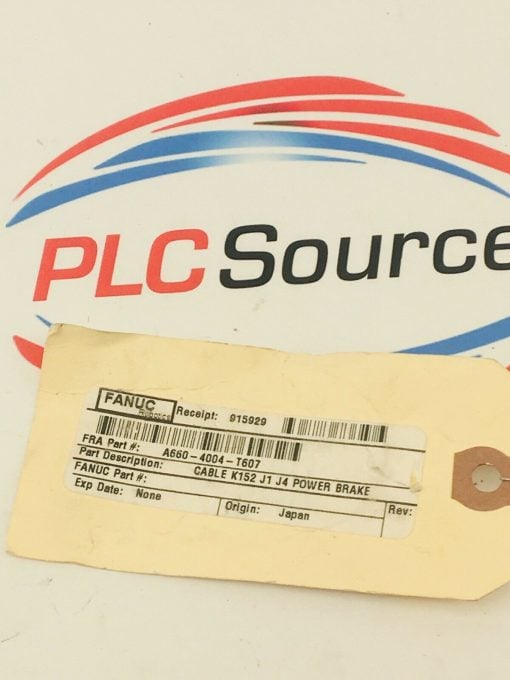 PLC Source
FANUC
Robotics
Receipt: 915929
FRA Part #: A660-4004-T607
Part Description: CABLE K152 J1 J4 POWER BRAKE
FANUC Part #:
Exp Date: None
Origin: Japan
Rev: